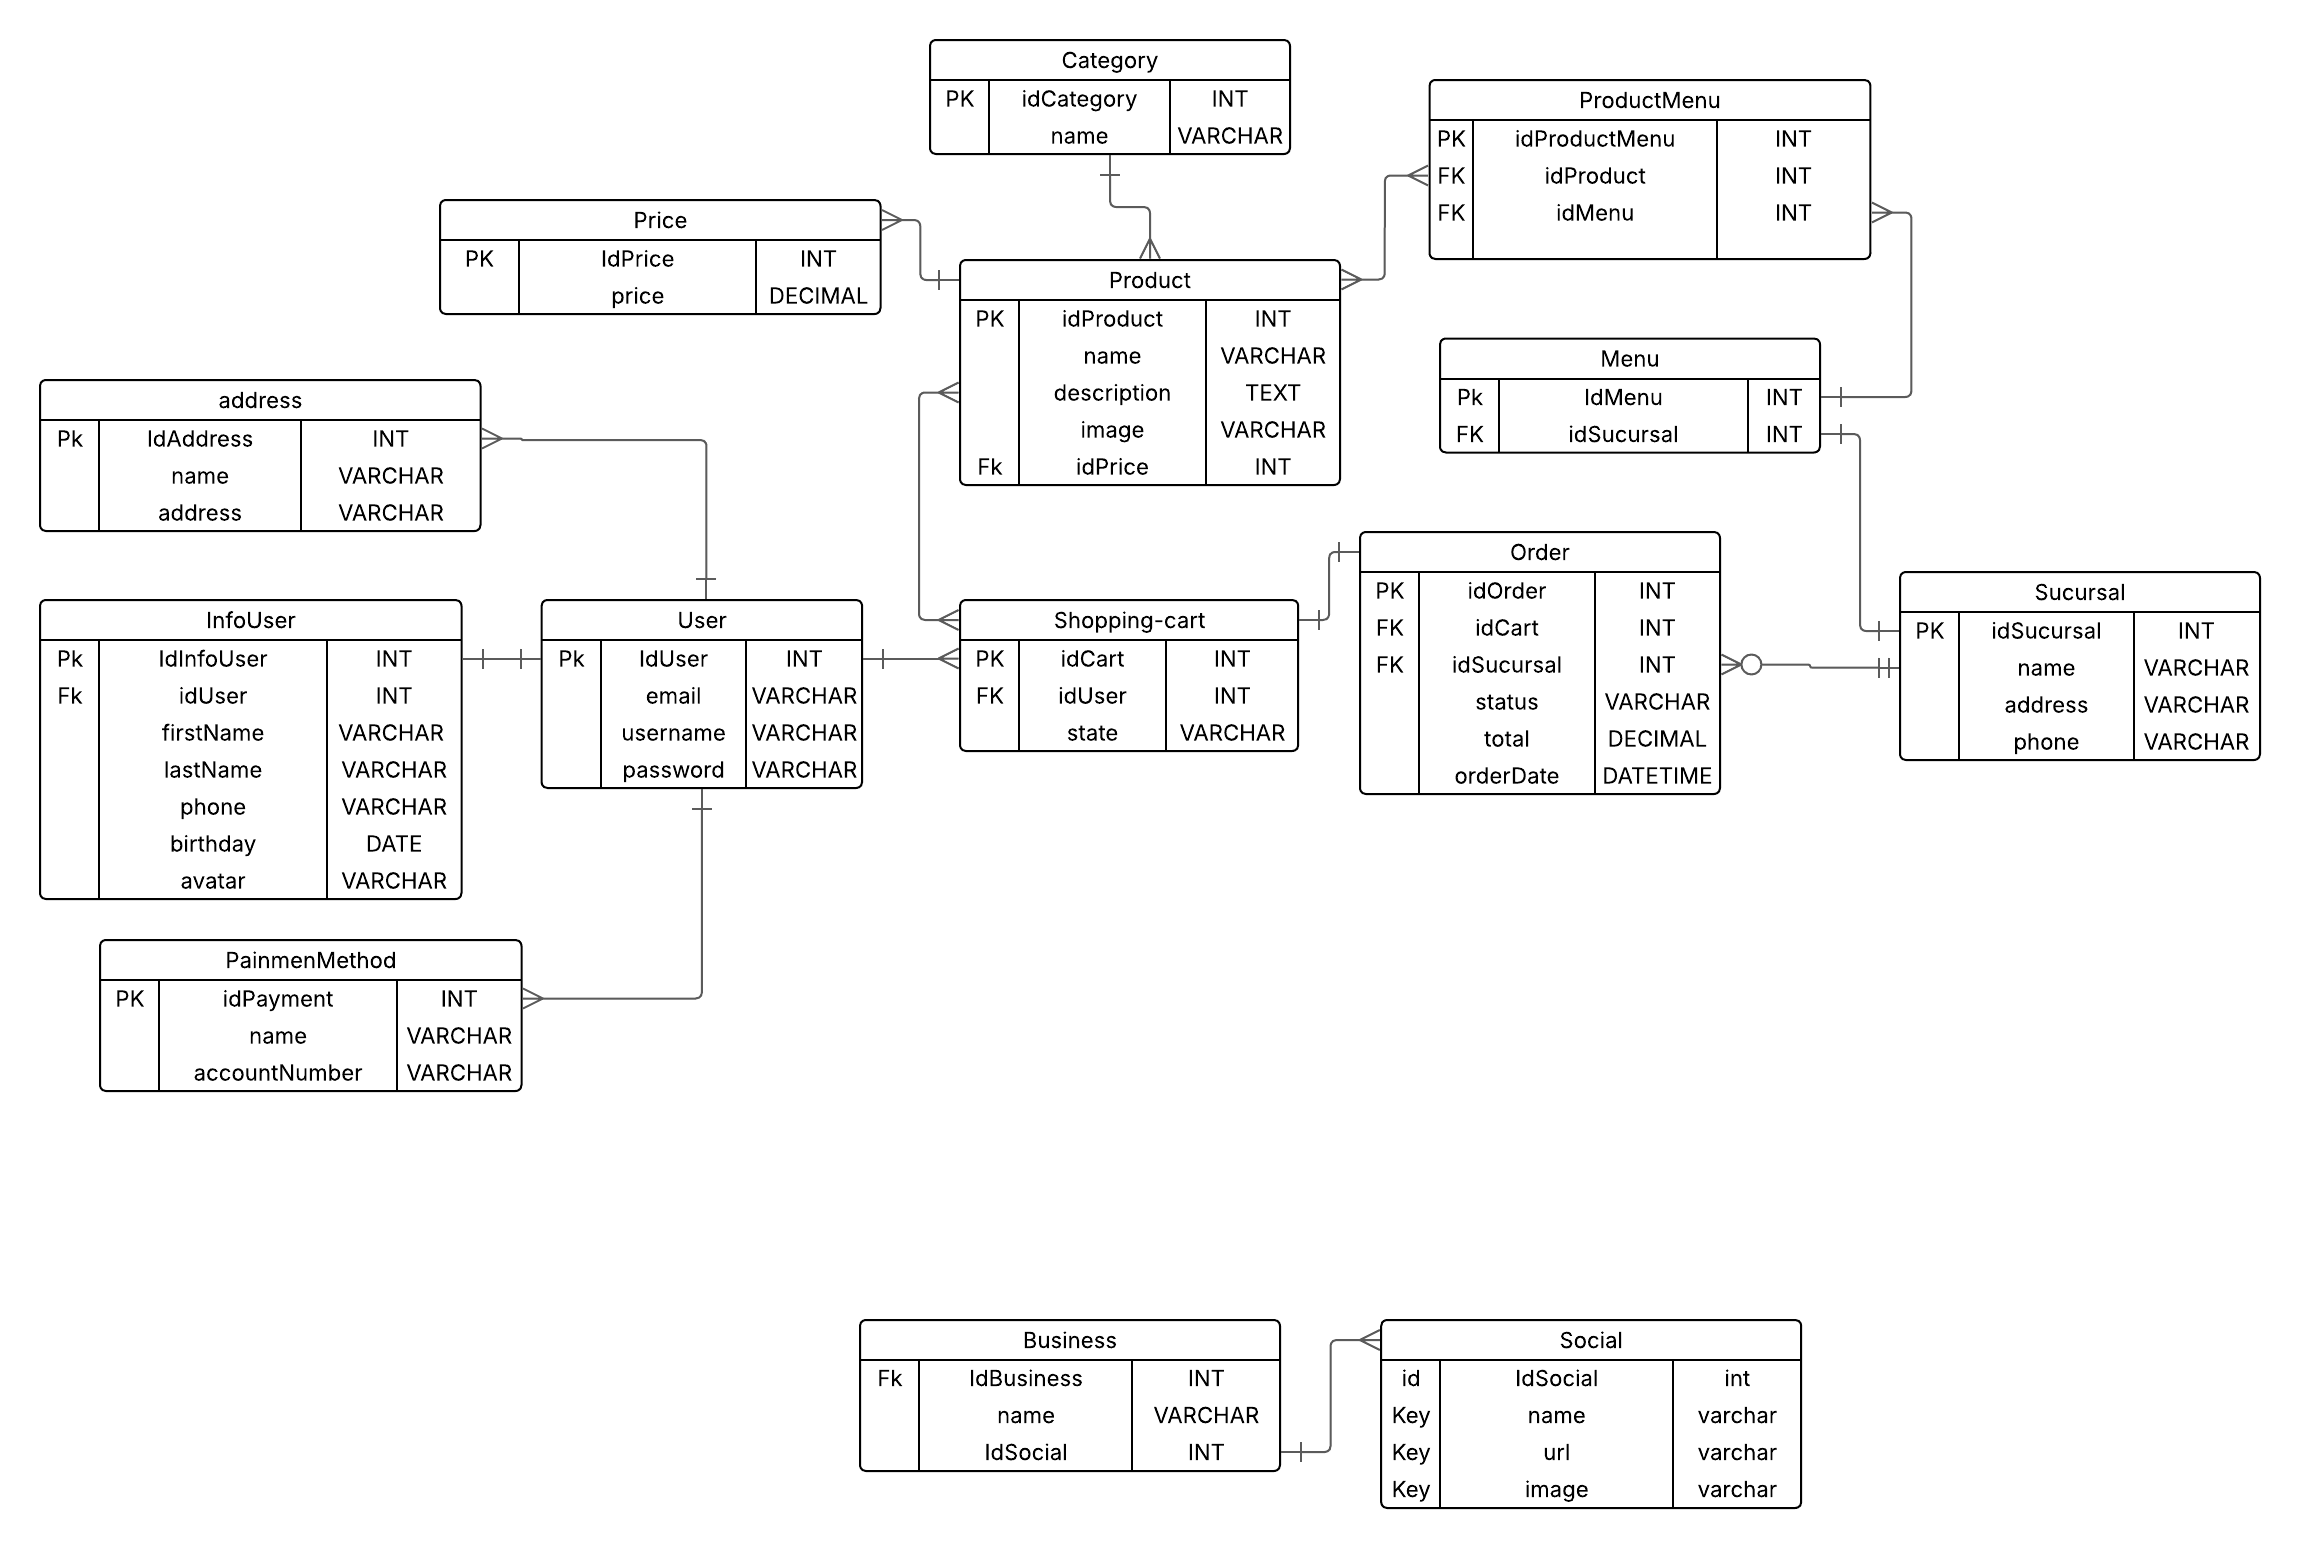 Category
PK idCategory INT
name VARCHAR
ProductMenu
PK idProductMenu INT
FK idProduct INT
FK idMenu INT
Price
PK IdPrice INT
price DECIMAL
Product
PK idProduct INT
name VARCHAR
description TEXT
image VARCHAR
Fk idPrice INT
Menu
Pk IdMenu INT
FK idSucursal INT
address
Pk IdAddress INT
name VARCHAR
address VARCHAR
InfoUser
Pk IdInfoUser INT
Fk idUser INT
firstName VARCHAR
lastName VARCHAR
phone VARCHAR
birthday DATE
avatar VARCHAR
User
Pk IdUser INT
email VARCHAR
username VARCHAR
password VARCHAR
Shopping-cart
PK idCart INT
FK idUser INT
state VARCHAR
Order
PK idOrder INT
FK idCart INT
FK idSucursal INT
status VARCHAR
total DECIMAL
orderDate DATETIME
Sucursal
PK idSucursal INT
name VARCHAR
address VARCHAR
phone VARCHAR
PainmenMethod
PK idPayment INT
name VARCHAR
accountNumber VARCHAR
Business
Fk IdBusiness INT
name VARCHAR
IdSocial INT
Social
id IdSocial int
Key name varchar
Key url varchar
Key image varchar